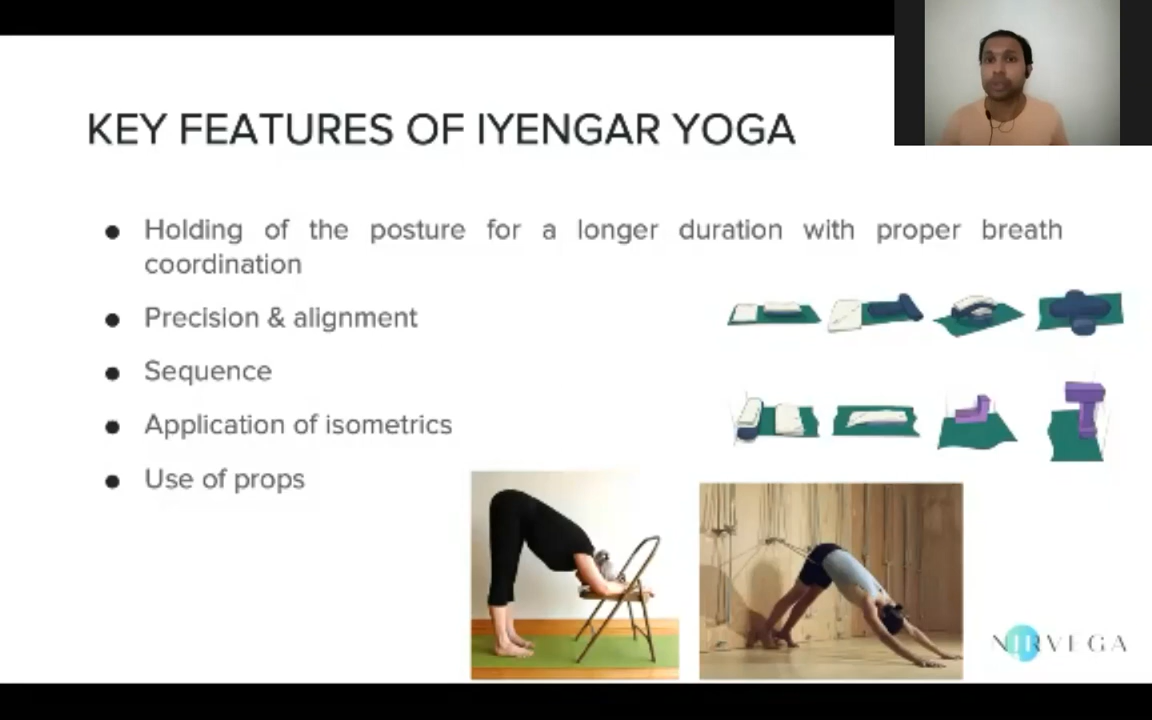 KEY FEATURES OF IYENGAR YOGA
● Holding of the posture for a longer duration with proper breath
coordination
● Precision & alignment
● Sequence
● Application of isometrics
● Use of props
NIRVEGA